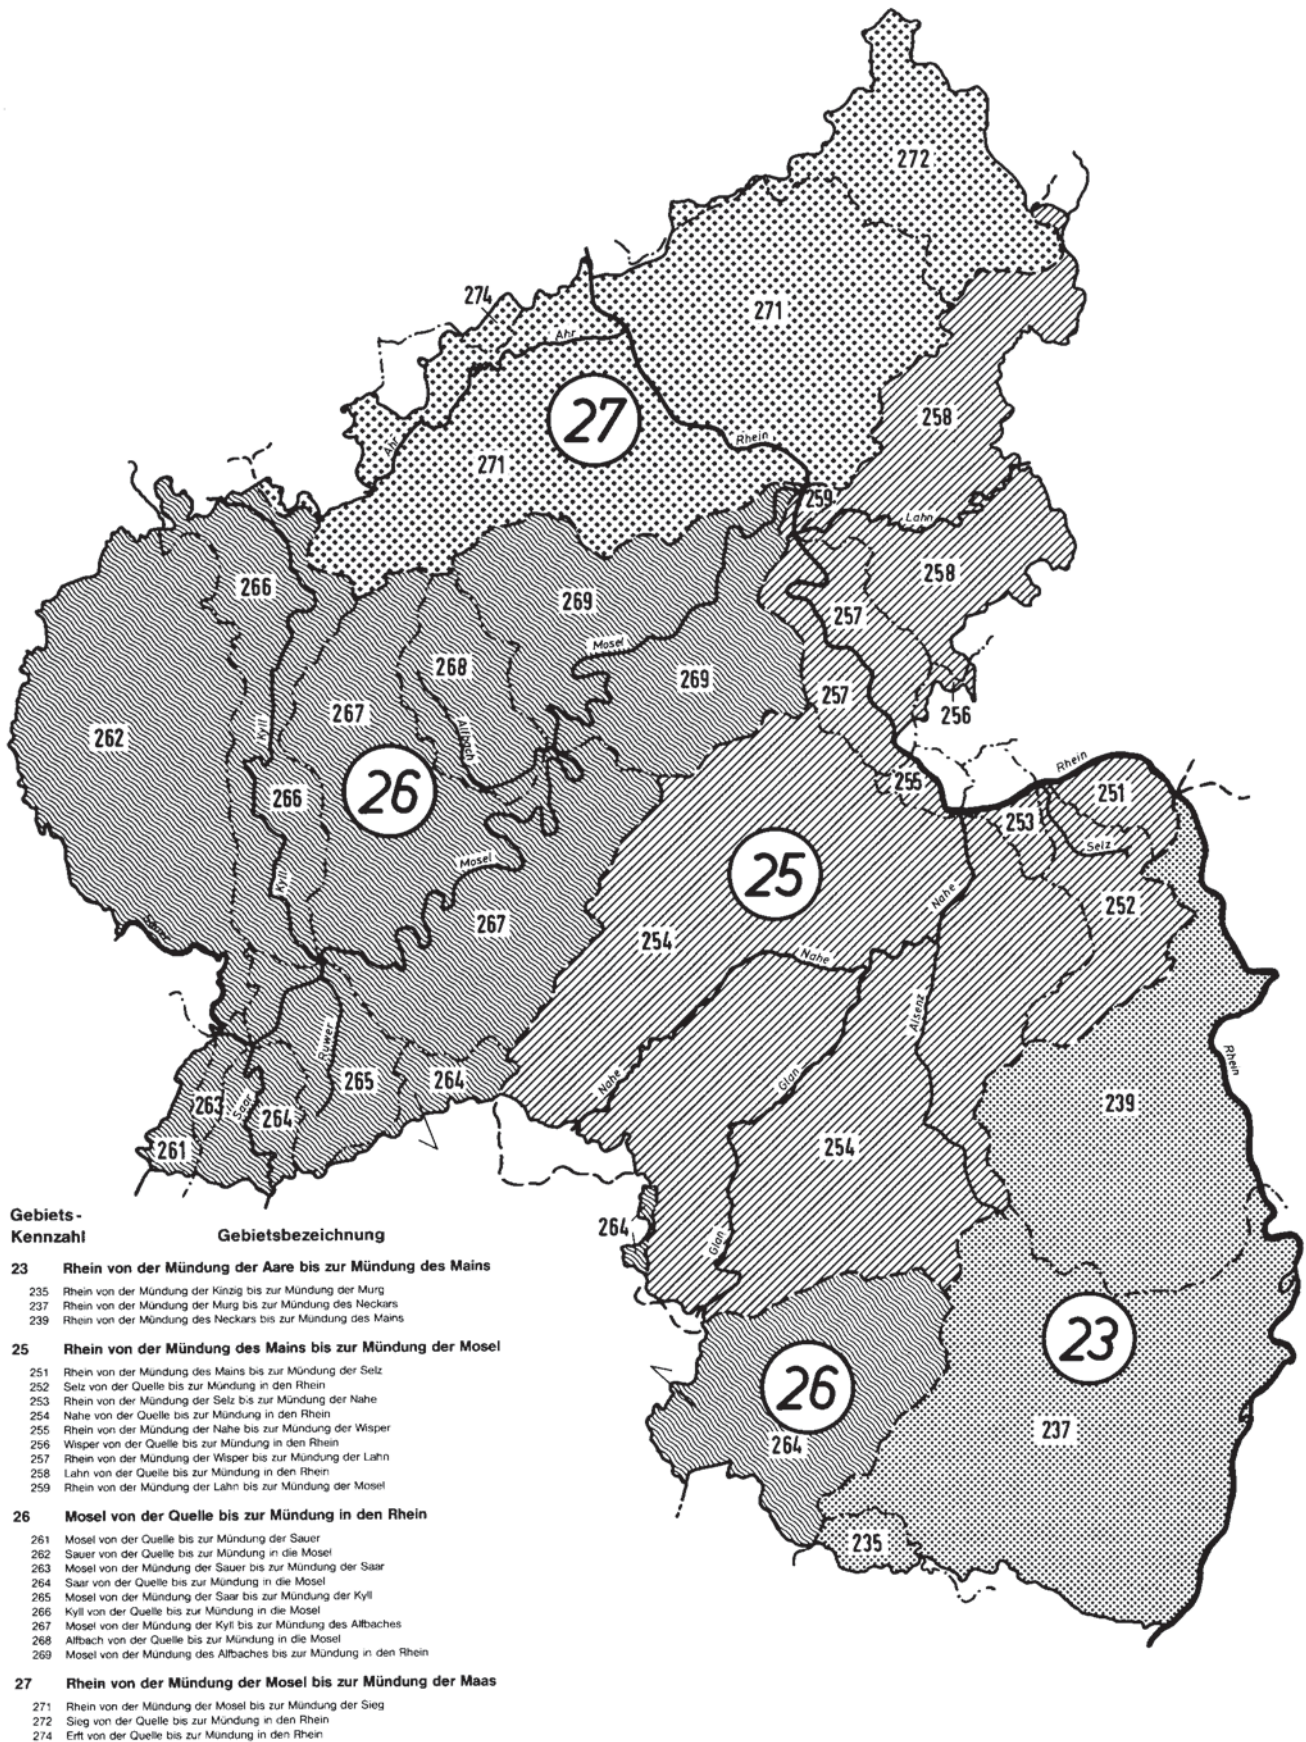 272
274
271
Ahr
27
258
Rhein
Ahr
271
259
Lahn
266
258
269
257
Mosel
268
269
257
267
256
Kyll
Alfbach
262
26
266
Rhein
255
251
253
Selz
25
Mosel
Kyll
Nahe
252
267
254
Sauer
Nahe
Alsenz
Ruwer
Rhein
265
264
Nahe
Glan
263
Saar
264
239
254
261
264
Glan
23
26
237
264
235
Gebiets-
Kennzahl Gebietsbezeichnung
23 Rhein von der Mündung der Aare bis zur Mündung des Mains
235 Rhein von der Mündung der Kinzig bis zur Mündung der Murg
237 Rhein von der Mündung der Murg bis zur Mündung des Neckars
239 Rhein von der Mündung des Neckars bis zur Mündung des Mains
25 Rhein von der Mündung des Mains bis zur Mündung der Mosel
251 Rhein von der Mündung des Mains bis zur Mündung der Selz
252 Selz von der Quelle bis zur Mündung in den Rhein
253 Rhein von der Mündung der Selz bis zur Mündung der Nahe
254 Nahe von der Quelle bis zur Mündung in den Rhein
255 Rhein von der Mündung der Nahe bis zur Mündung der Wisper
256 Wisper von der Quelle bis zur Mündung in den Rhein
257 Rhein von der Mündung der Wisper bis zur Mündung der Lahn
258 Lahn von der Quelle bis zur Mündung in den Rhein
259 Rhein von der Mündung der Lahn bis zur Mündung der Mosel
26 Mosel von der Quelle bis zur Mündung in den Rhein
261 Mosel von der Quelle bis zur Mündung der Sauer
262 Sauer von der Quelle bis zur Mündung in die Mosel
263 Mosel von der Mündung der Sauer bis zur Mündung der Saar
264 Saar von der Quelle bis zur Mündung in die Mosel
265 Mosel von der Mündung der Saar bis zur Mündung der Kyll
266 Kyll von der Quelle bis zur Mündung in die Mosel
267 Mosel von der Mündung der Kyll bis zur Mündung des Alfbaches
268 Alfbach von der Quelle bis zur Mündung in die Mosel
269 Mosel von der Mündung des Alfbaches bis zur Mündung in den Rhein
27 Rhein von der Mündung der Mosel bis zur Mündung der Maas
271 Rhein von der Mündung der Mosel bis zur Mündung der Sieg
272 Sieg von der Quelle bis zur Mündung in den Rhein
274 Erft von der Quelle bis zur Mündung in den Rhein